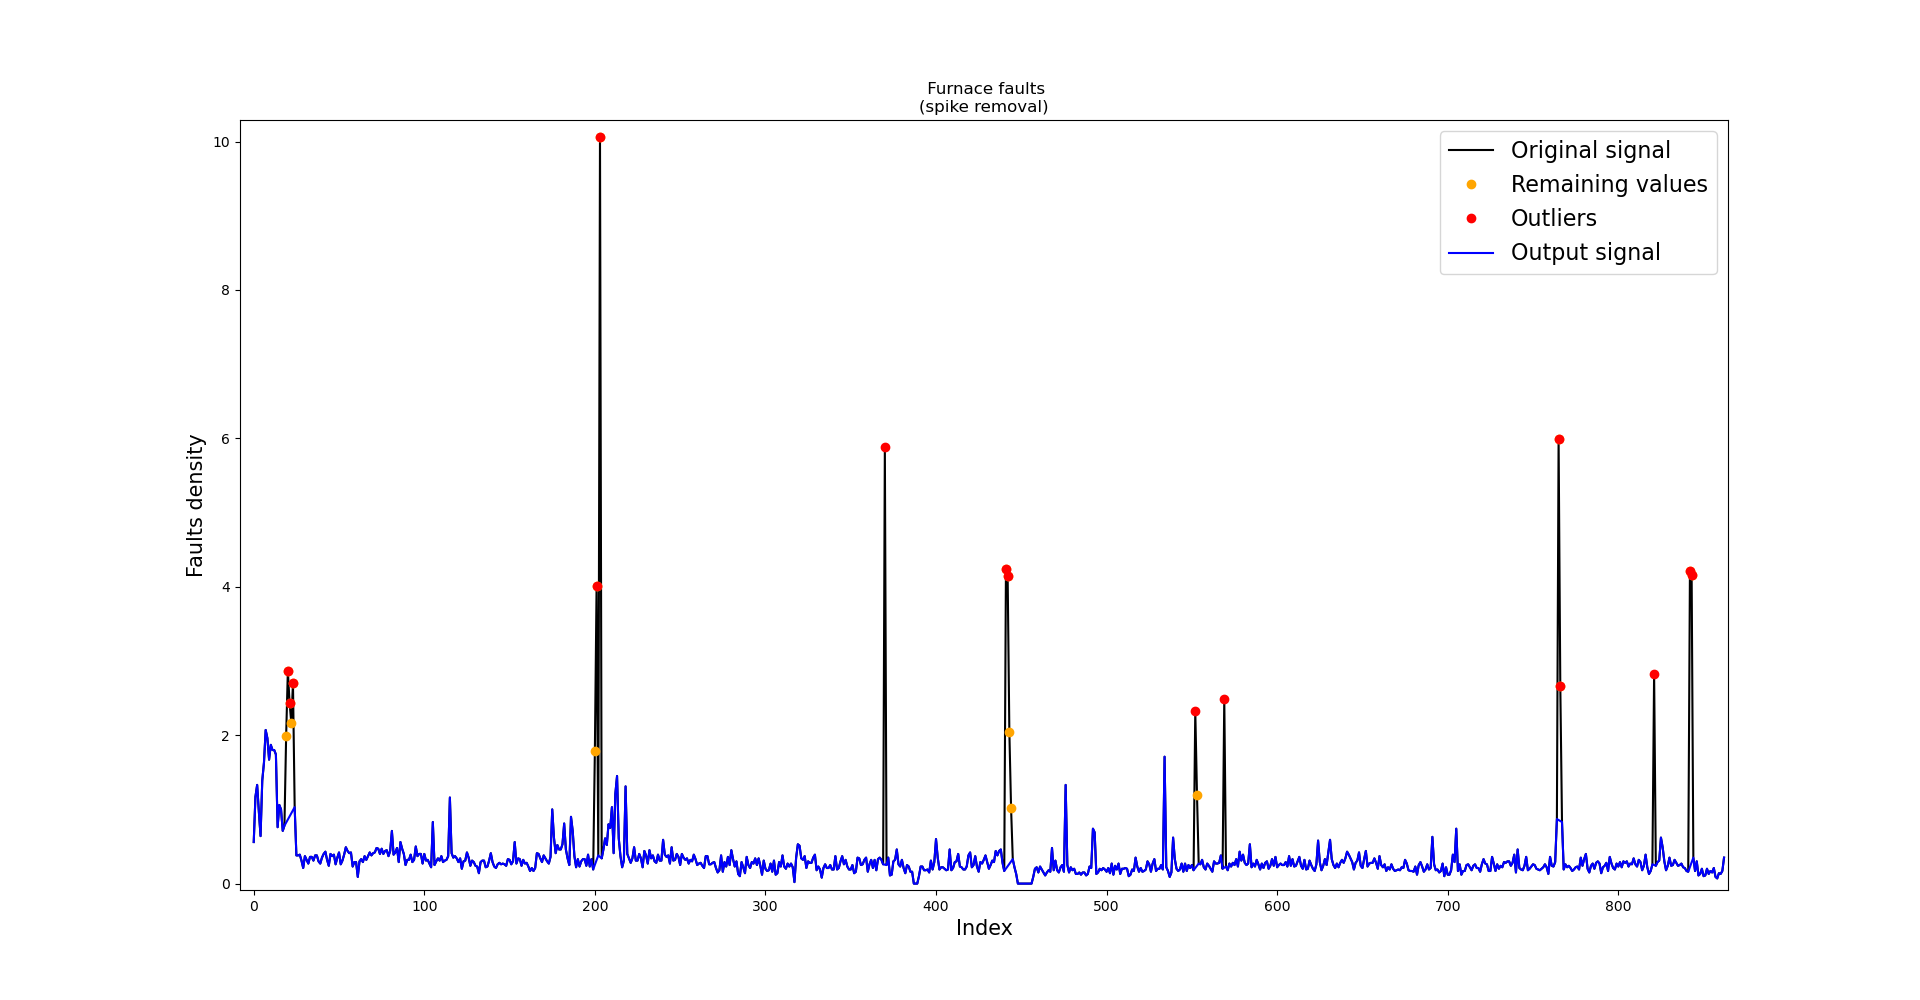 Furnace faults
(spike removal)
Original signal
Remaining values
Outliers
Output signal
Faults density
10
8
6
4
2
0
0 100 200 300 400 500 600 700 800
Index